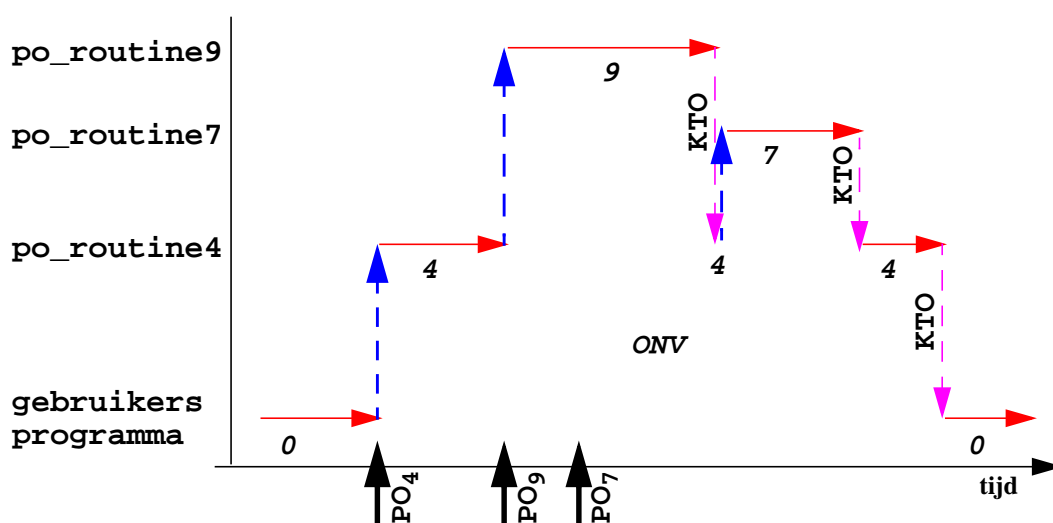 po_routine9
9
KTO
po_routine7
7
KTO
po_routine4
4
4
4
KTO
ONV
gebruikers
programma
0
0
tijd
PO4
PO9
PO7